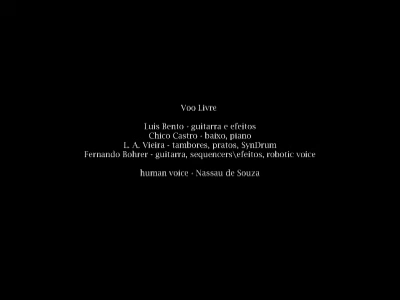 Voo Livre
Luis Bento - guitarra e efeitos
Chico Castro - baixo, piano
L. A. Vieira - tambores, pratos, SynDrum
Fernando Bohrer - guitarra, sequencers\efeitos, robotic voice
human voice - Nassau de Souza